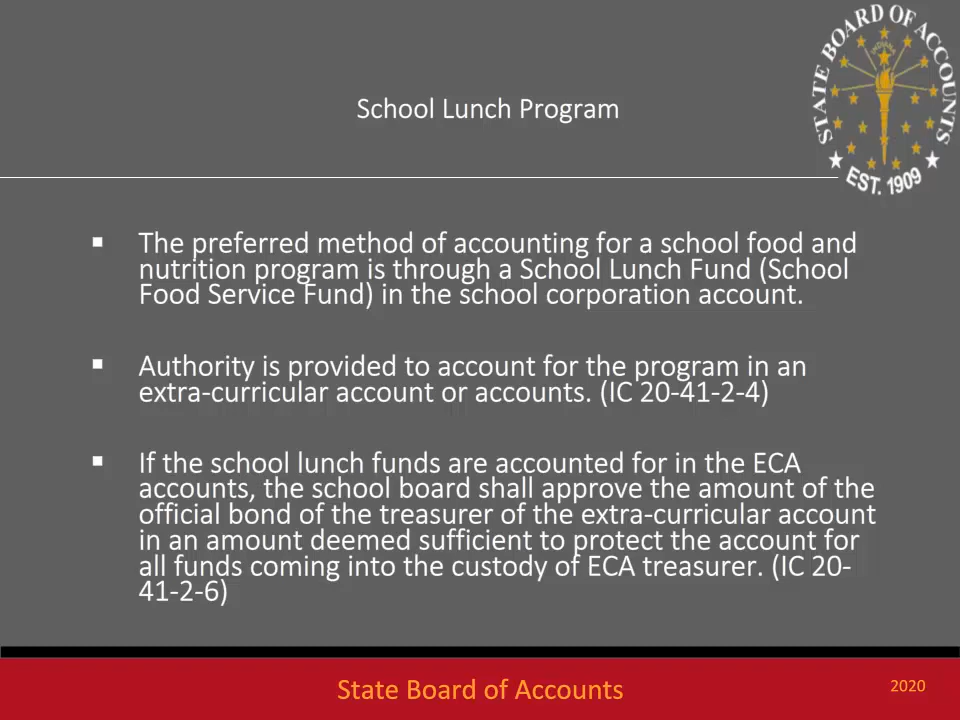 STATE BOARD OF ACCOUNTS
INDIANA
EST. 1909
School Lunch Program
▪ The preferred method of accounting for a school food and
nutrition program is through a School Lunch Fund (School
Food Service Fund) in the school corporation account.
▪ Authority is provided to account for the program in an
extra-curricular account or accounts. (IC 20-41-2-4)
▪ If the school lunch funds are accounted for in the ECA
accounts, the school board shall approve the amount of the
official bond of the treasurer of the extra-curricular account
in an amount deemed sufficient to protect the account for
all funds coming into the custody of ECA treasurer. (IC 20-
41-2-6)
State Board of Accounts
2020